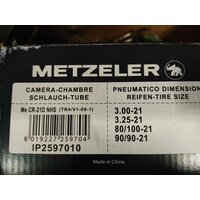 METZELER
CAMERA-CHAMBRE
SCHLAUCH-TUBE
PNEUMATICO DIMENSION
REIFEN-TIRE SIZE
Me CR-21D NHS (TR4/V1-09-1)
8 019227 259704
IP2597010
3.00-21
3.25-21
80/100-21
90/90-21
Made in China